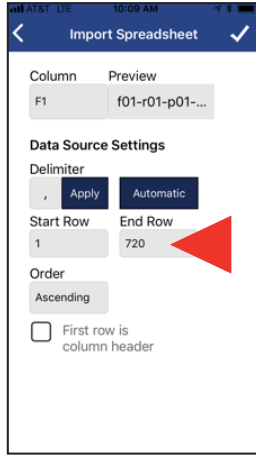 AT&T LTE 10:09 AM
Import Spreadsheet
Column Preview
F1 f01-r01-p01-...
Data Source Settings
Delimiter
, Apply Automatic
Start Row End Row
1 720
Order
Ascending
First row is
column header